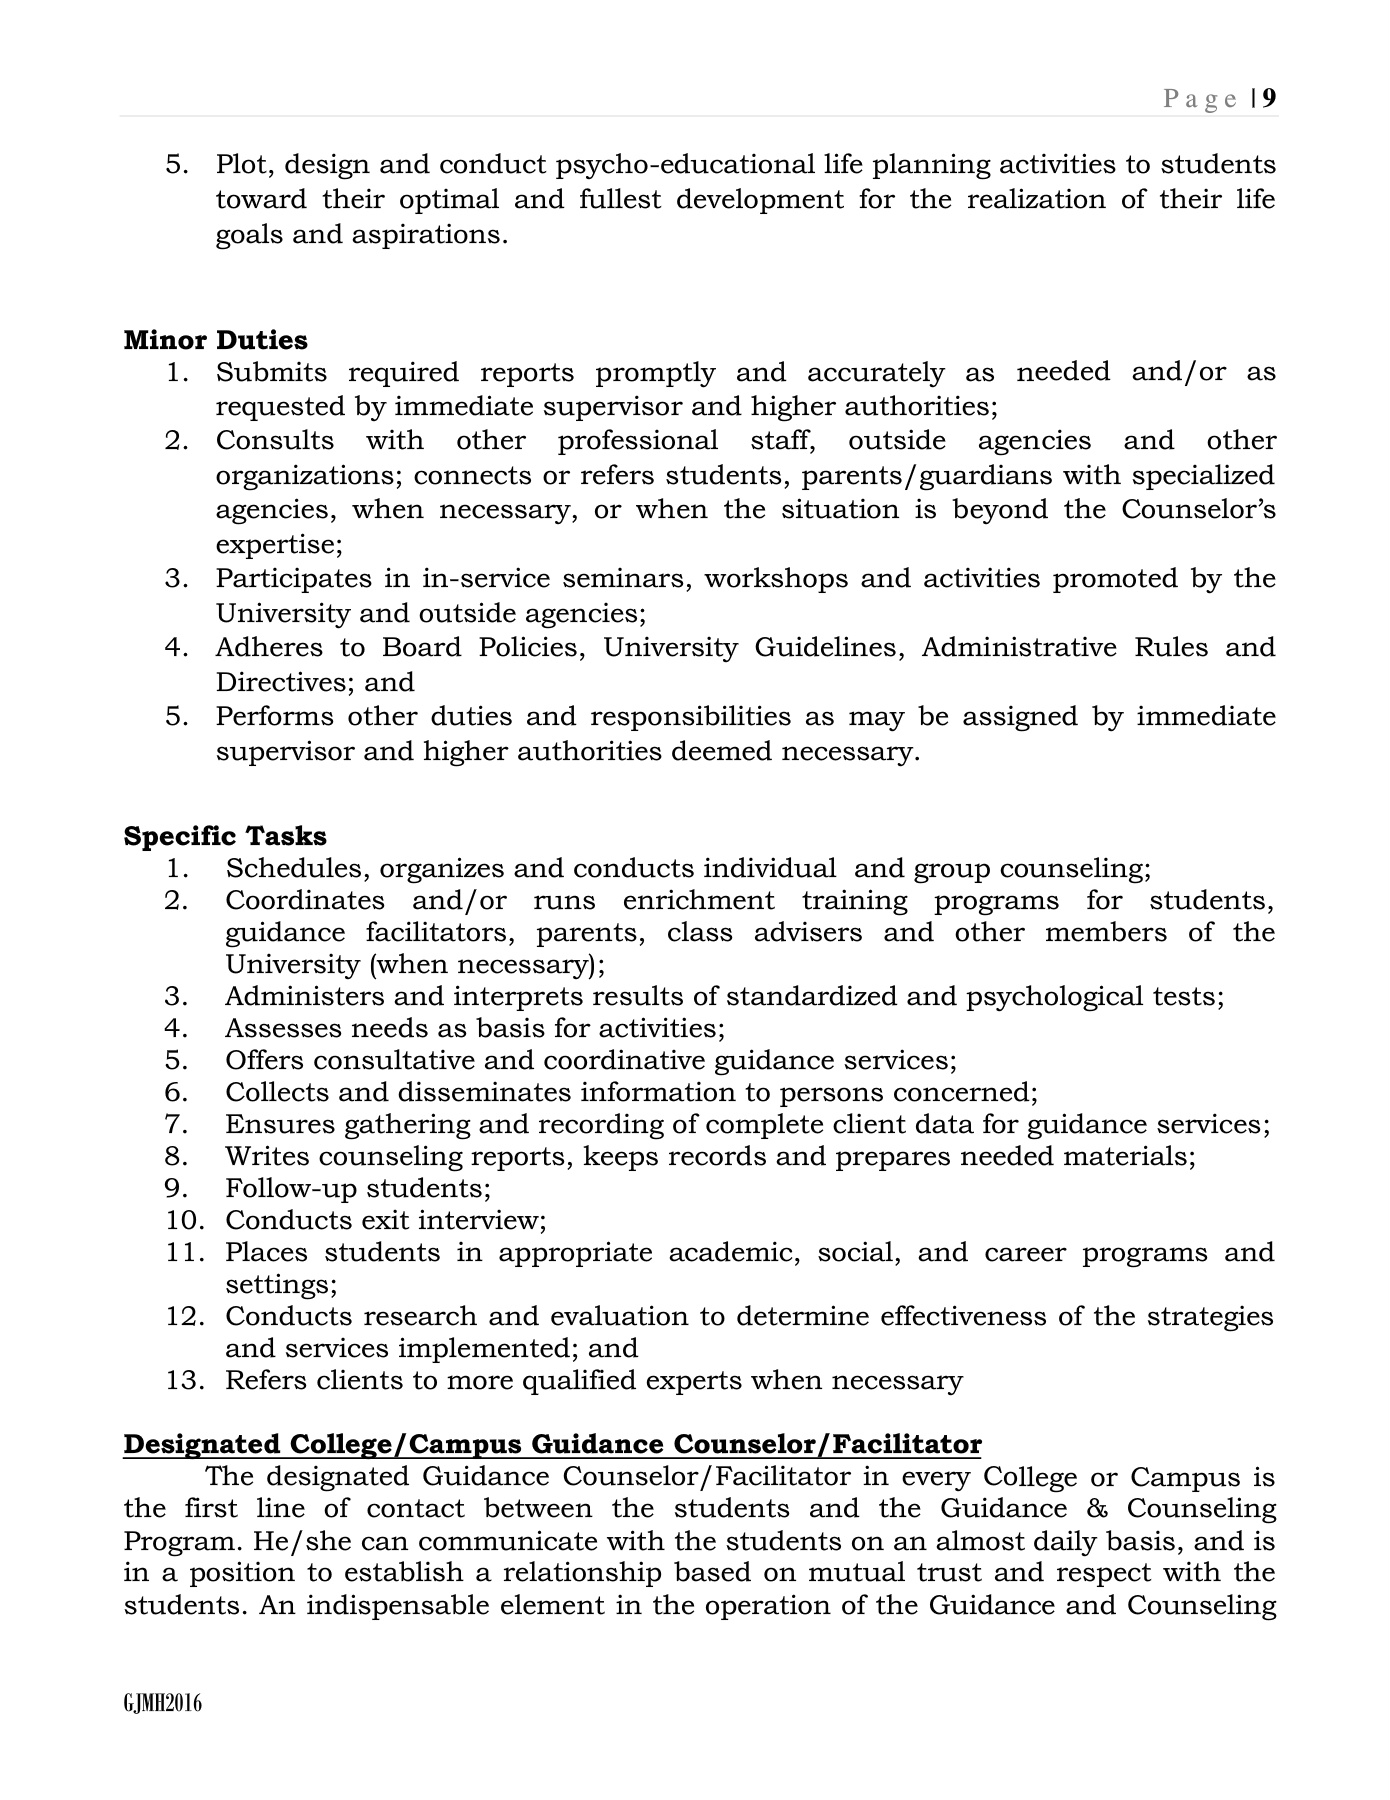 Page | 9
5. Plot, design and conduct psycho-educational life planning activities to students
toward their optimal and fullest development for the realization of their life
goals and aspirations.
Minor Duties
1. Submits required reports promptly and accurately as needed and/or as
requested by immediate supervisor and higher authorities;
2. Consults with other professional staff, outside agencies and other
organizations; connects or refers students, parents/guardians with specialized
agencies, when necessary, or when the situation is beyond the Counselor’s
expertise;
3. Participates in in-service seminars, workshops and activities promoted by the
University and outside agencies;
4. Adheres to Board Policies, University Guidelines, Administrative Rules and
Directives; and
5. Performs other duties and responsibilities as may be assigned by immediate
supervisor and higher authorities deemed necessary.
Specific Tasks
1. Schedules, organizes and conducts individual and group counseling;
2. Coordinates and/or runs enrichment training programs for students,
guidance facilitators, parents, class advisers and other members of the
University (when necessary);
3. Administers and interprets results of standardized and psychological tests;
4. Assesses needs as basis for activities;
5. Offers consultative and coordinative guidance services;
6. Collects and disseminates information to persons concerned;
7. Ensures gathering and recording of complete client data for guidance services;
8. Writes counseling reports, keeps records and prepares needed materials;
9. Follow-up students;
10. Conducts exit interview;
11. Places students in appropriate academic, social, and career programs and
settings;
12. Conducts research and evaluation to determine effectiveness of the strategies
and services implemented; and
13. Refers clients to more qualified experts when necessary
Designated College/Campus Guidance Counselor/Facilitator
The designated Guidance Counselor/Facilitator in every College or Campus is
the first line of contact between the students and the Guidance & Counseling
Program. He/she can communicate with the students on an almost daily basis, and is
in a position to establish a relationship based on mutual trust and respect with the
students. An indispensable element in the operation of the Guidance and Counseling
GJMH2016